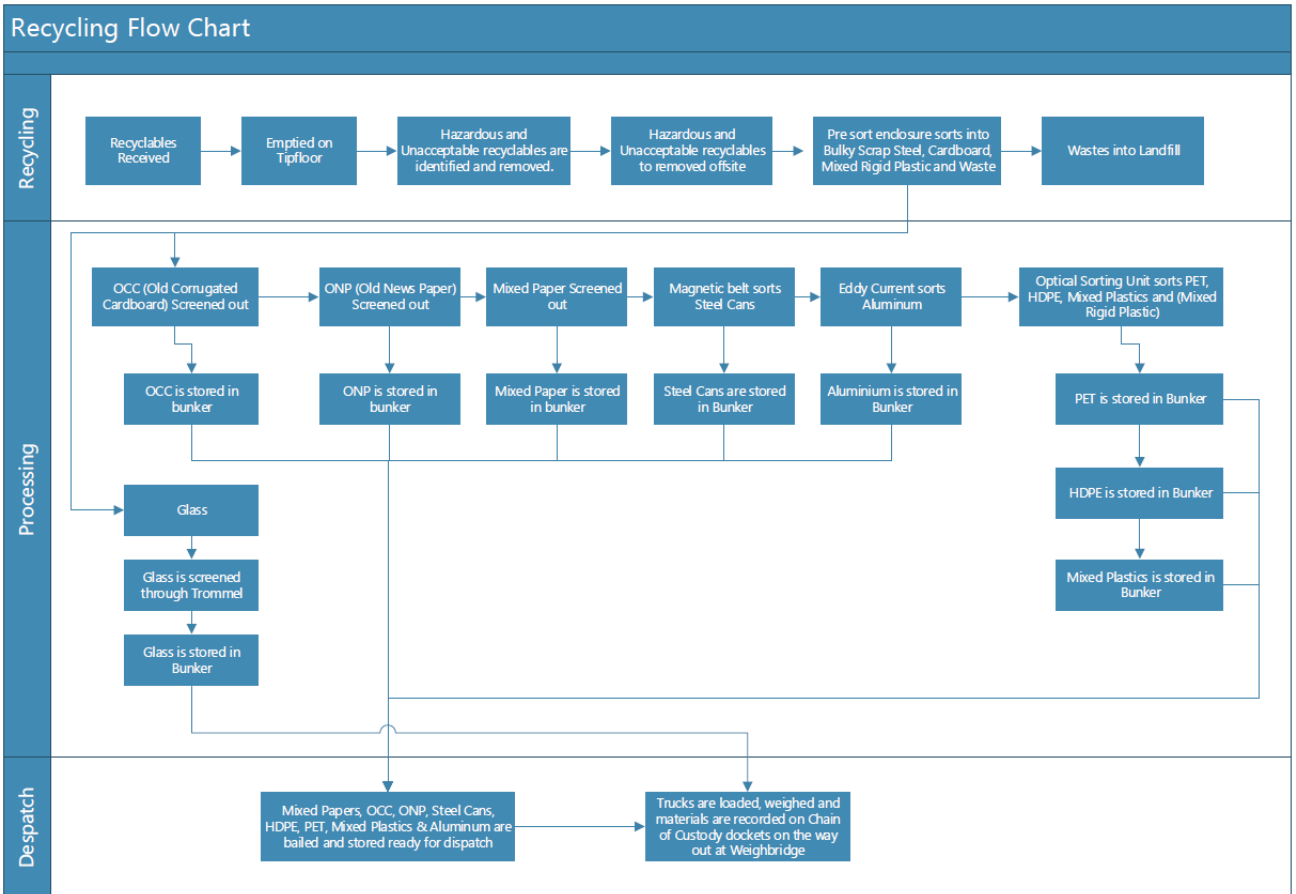 Recycling Flow Chart
Recycling
Recyclables
Received
Emptied on
Tipfloor
Hazardous and
Unacceptable recyclables are
identified and removed.
Hazardous and
Unacceptable recyclables
to removed offsite
Pre sort enclosure sorts into
Bulky Scrap Steel, Cardboard,
Mixed Rigid Plastic and Waste
Wastes into Landfill
Processing
OCC (Old Corrugated
Cardboard) Screened out
ONP (Old News Paper)
Screened out
Mixed Paper Screened
out
Magnetic belt sorts
Steel Cans
Eddy Current sorts
Aluminum
Optical Sorting Unit sorts PET,
HDPE, Mixed Plastics and (Mixed
Rigid Plastic)
OCC is stored in
bunker
ONP is stored in
bunker
Mixed Paper is stored
in bunker
Steel Cans are stored
in Bunker
Aluminium is stored in
Bunker
PET is stored in Bunker
HDPE is stored in Bunker
Mixed Plastics is stored in
Bunker
Glass
Glass is screened
through Trommel
Glass is stored in
Bunker
Despatch
Mixed Papers, OCC, ONP, Steel Cans,
HDPE, PET, Mixed Plastics & Aluminum are
bailed and stored ready for dispatch
Trucks are loaded, weighed and
materials are recorded on Chain
of Custody dockets on the way
out at Weighbridge